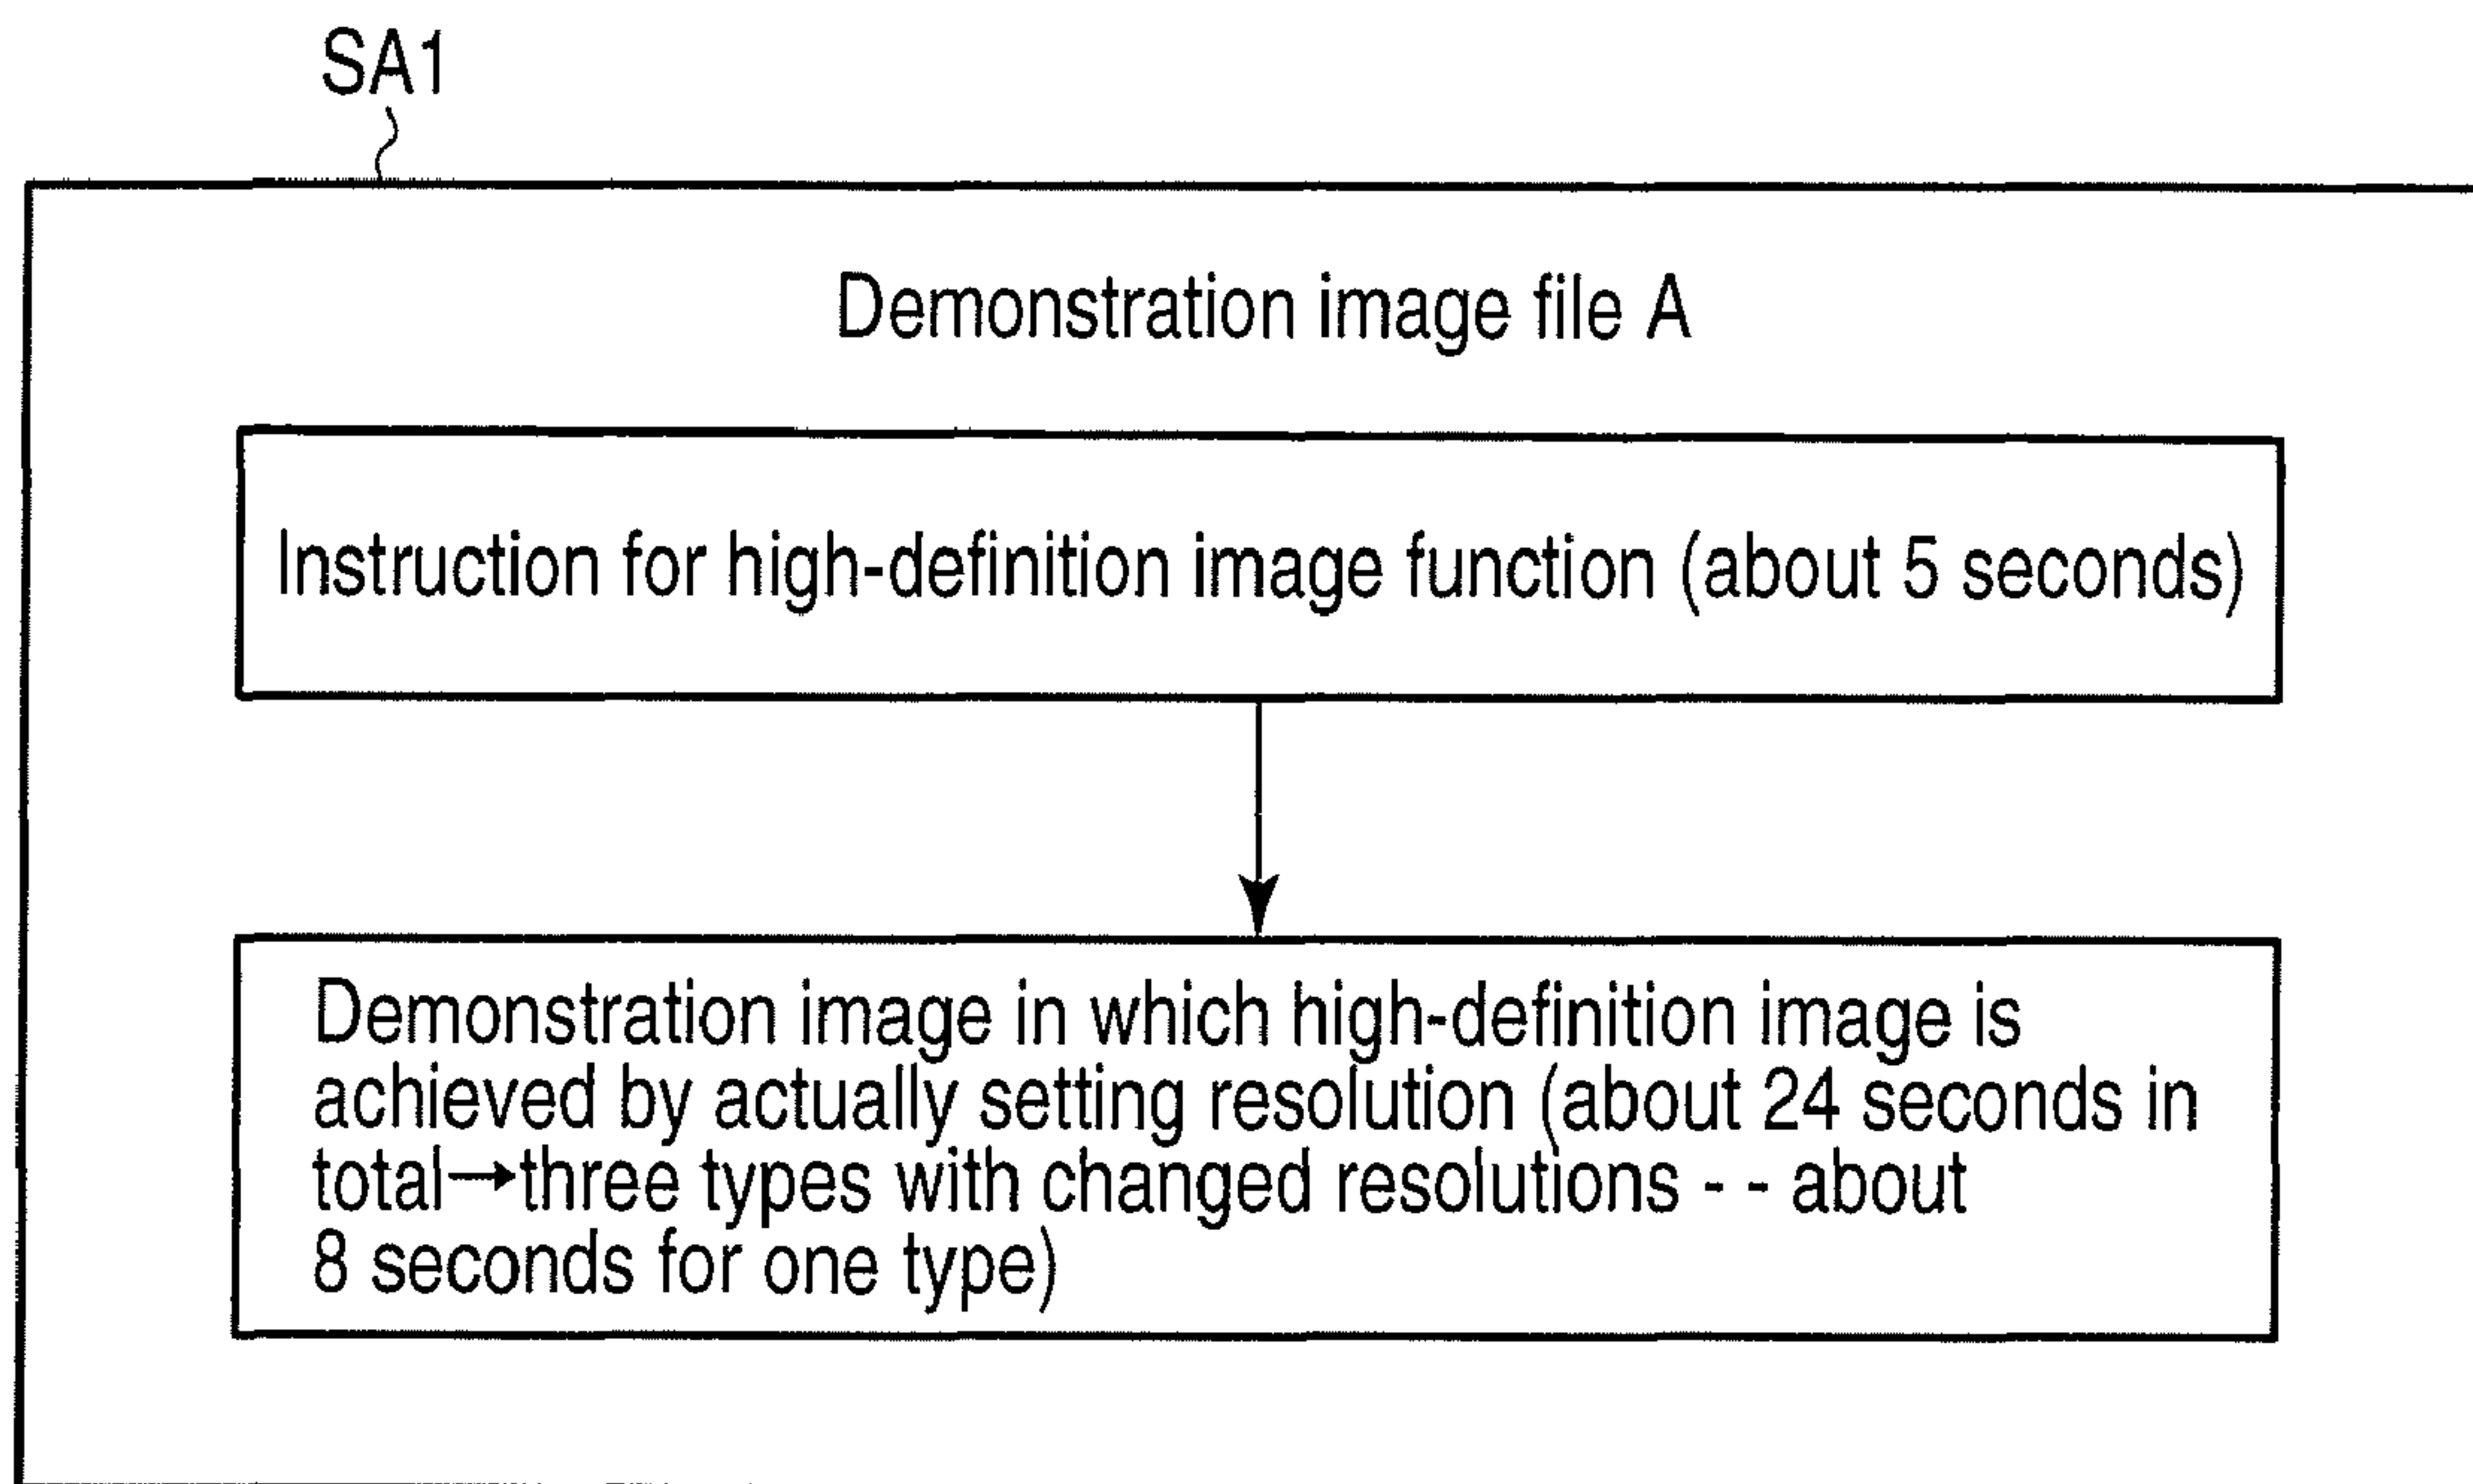 SA1
Demonstration image file A
Instruction for high-definition image function (about 5 seconds)
Demonstration image in which high-definition image is
achieved by actually setting resolution (about 24 seconds in
total→three types with changed resolutions - - about
8 seconds for one type)